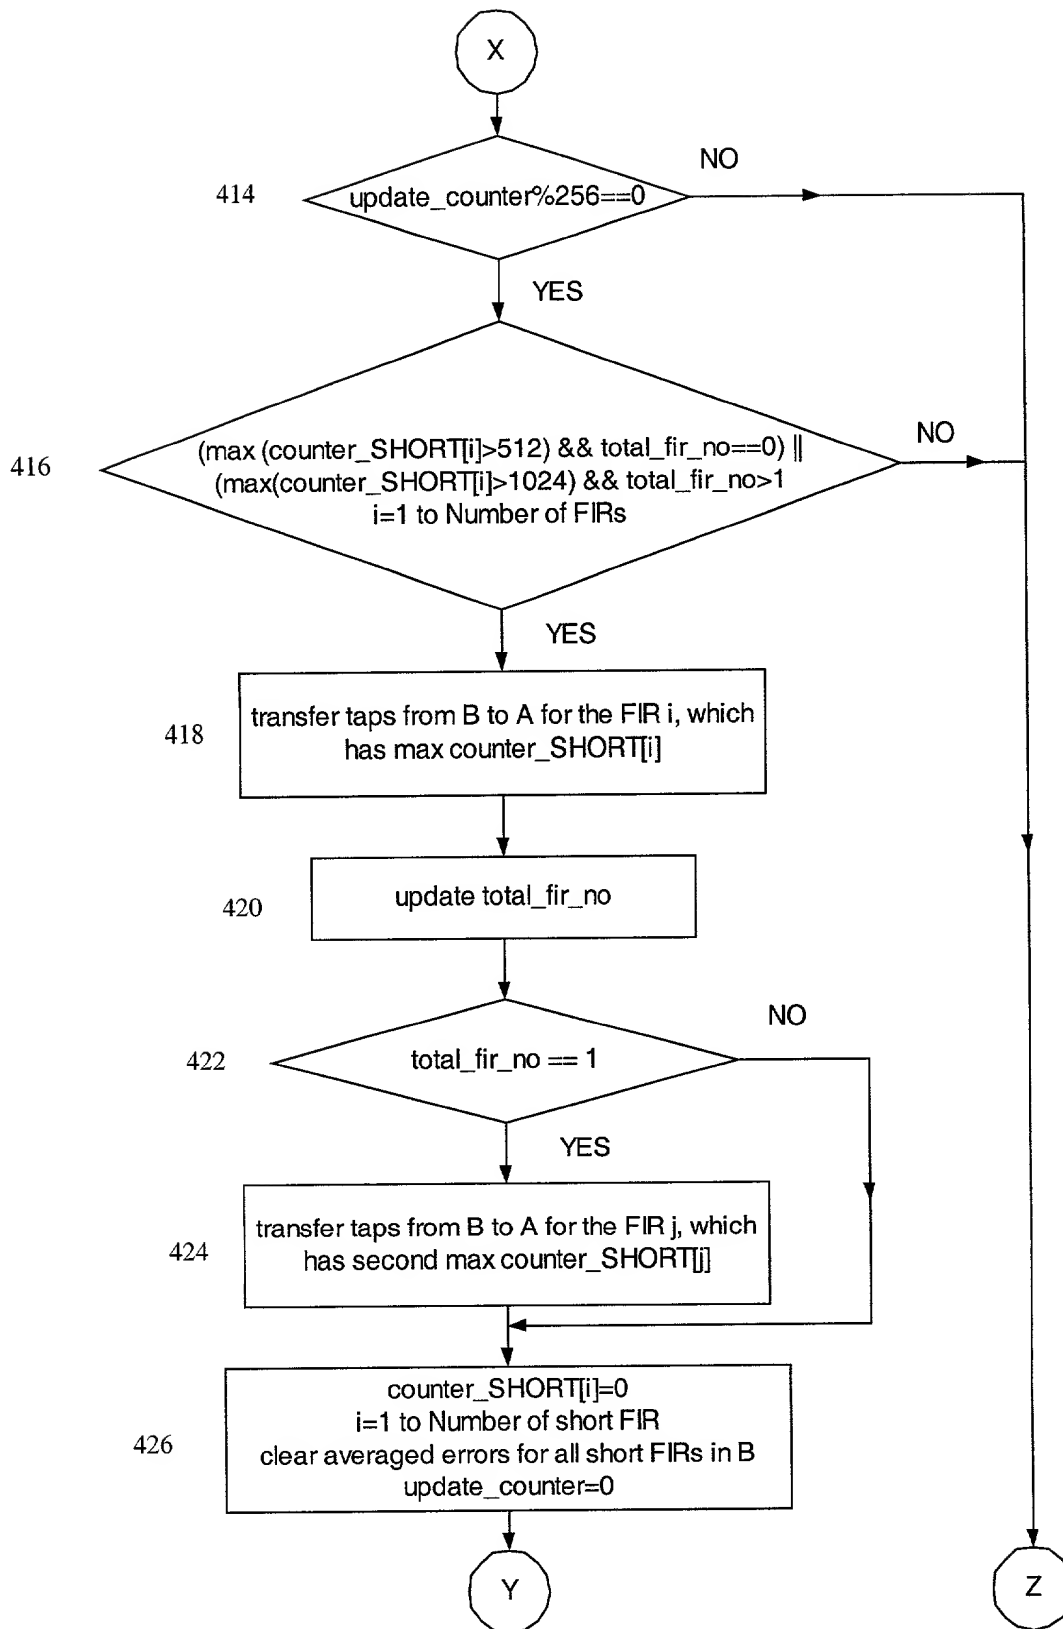 X
NO
414
update_counter%256==0
YES
416
(max (counter_SHORT[i]>512) && total_fir_no==0) ||
(max(counter_SHORT[i]>1024) && total_fir_no>1
i=1 to Number of FIRs
NO
YES
418
transfer taps from B to A for the FIR i, which
has max counter_SHORT[i]
420
update total_fir_no
NO
422
total_fir_no == 1
YES
424
transfer taps from B to A for the FIR j, which
has second max counter_SHORT[j]
426
counter_SHORT[i]=0
i=1 to Number of short FIR
clear averaged errors for all short FIRs in B
update_counter=0
Y
Z